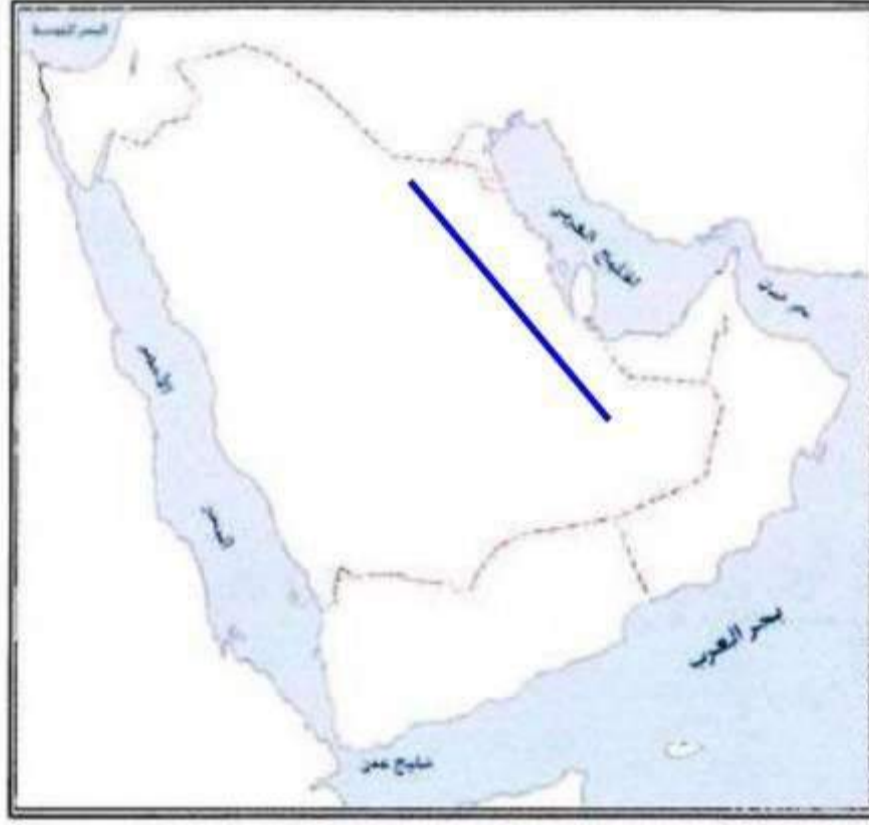 البحر المتوسط
الخليج العربي
بحر عمان
الأحمر
البحر
بحر العرب
خليج عدن